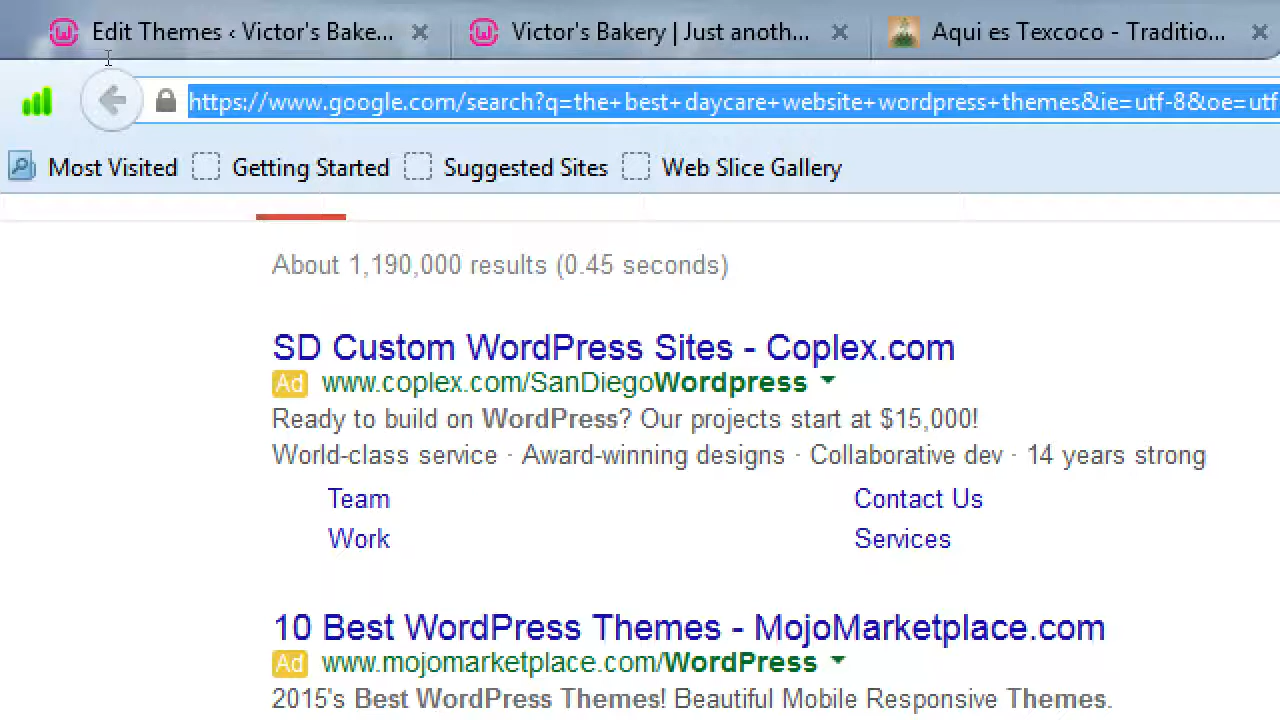 Edit Themes ‹ Victor's Bake... Victor's Bakery | Just anoth... Aqui es Texcoco - Traditio...
https://www.google.com/search?q=the+best+daycare+website+wordpress+themes&ie=utf-8&oe=utf
Most Visited Getting Started Suggested Sites Web Slice Gallery
About 1,190,000 results (0.45 seconds)
SD Custom WordPress Sites - Coplex.com
Ad www.coplex.com/SanDiegoWordpress
Ready to build on WordPress? Our projects start at $15,000!
World-class service · Award-winning designs · Collaborative dev · 14 years strong
Team Contact Us
Work Services
10 Best WordPress Themes - MojoMarketplace.com
Ad www.mojomarketplace.com/WordPress
2015's Best WordPress Themes! Beautiful Mobile Responsive Themes.